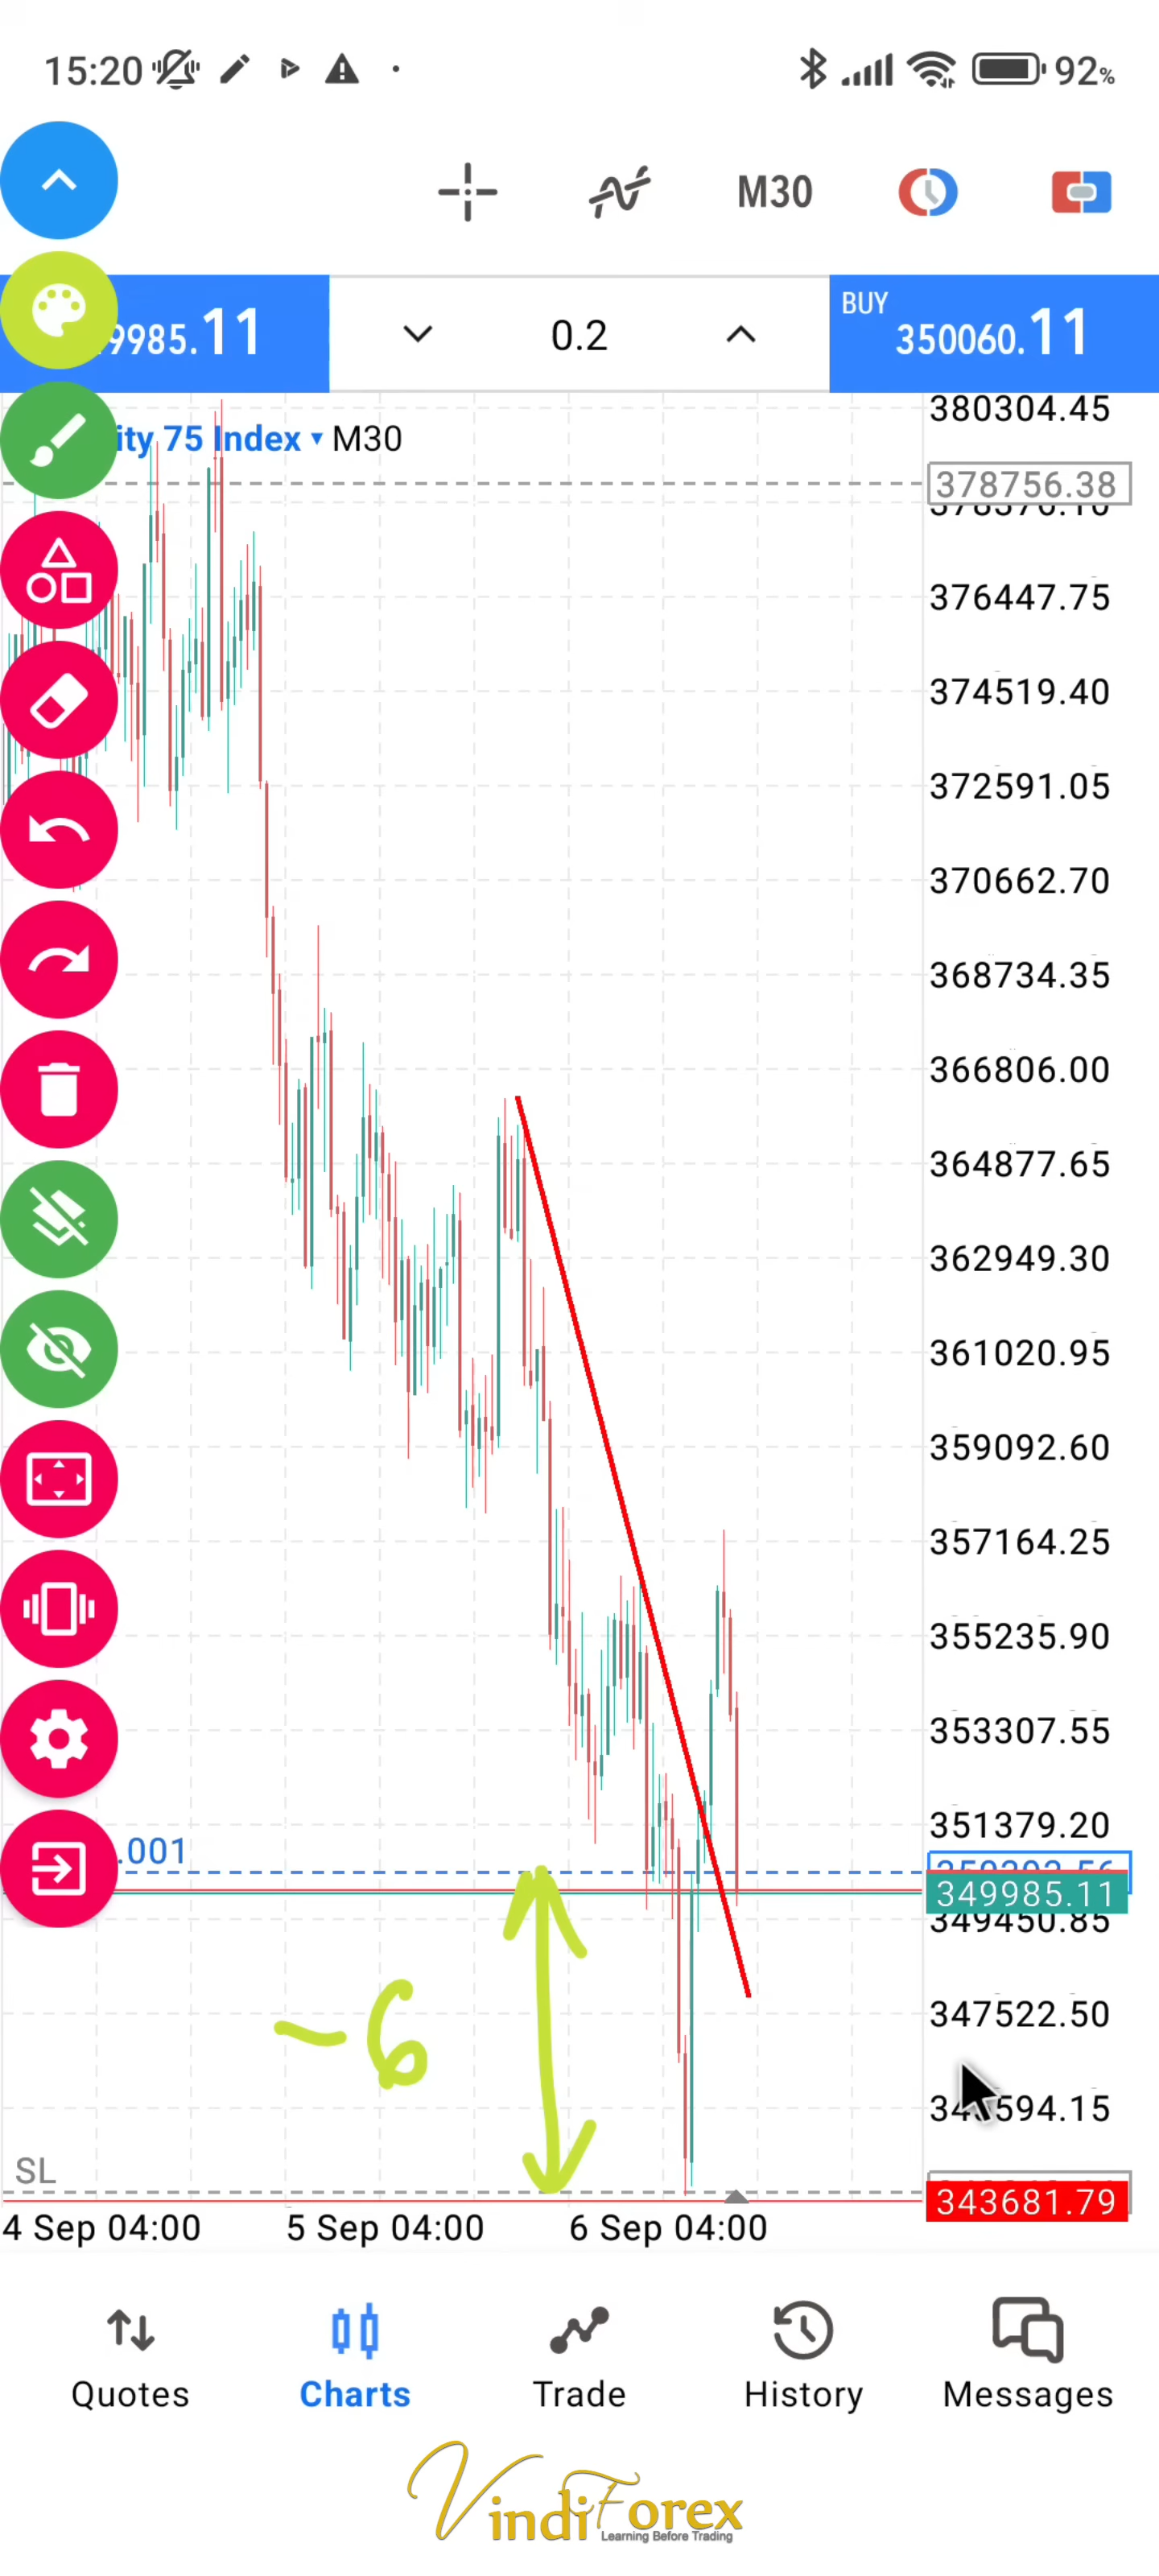 15:20
92%
M30
9985.11
0.2
BUY
350060.11
ity 75 Index ▾ M30
380304.45
378756.38
378376.10
376447.75
374519.40
372591.05
370662.70
368734.35
366806.00
364877.65
362949.30
361020.95
359092.60
357164.25
355235.90
353307.55
351379.20
.001
349985.11
349450.85
-6
347522.50
594.15
SL
343681.79
4 Sep 04:00
5 Sep 04:00
6 Sep 04:00
Quotes
Charts
Trade
History
Messages
VindiForex
Learning Before Trading